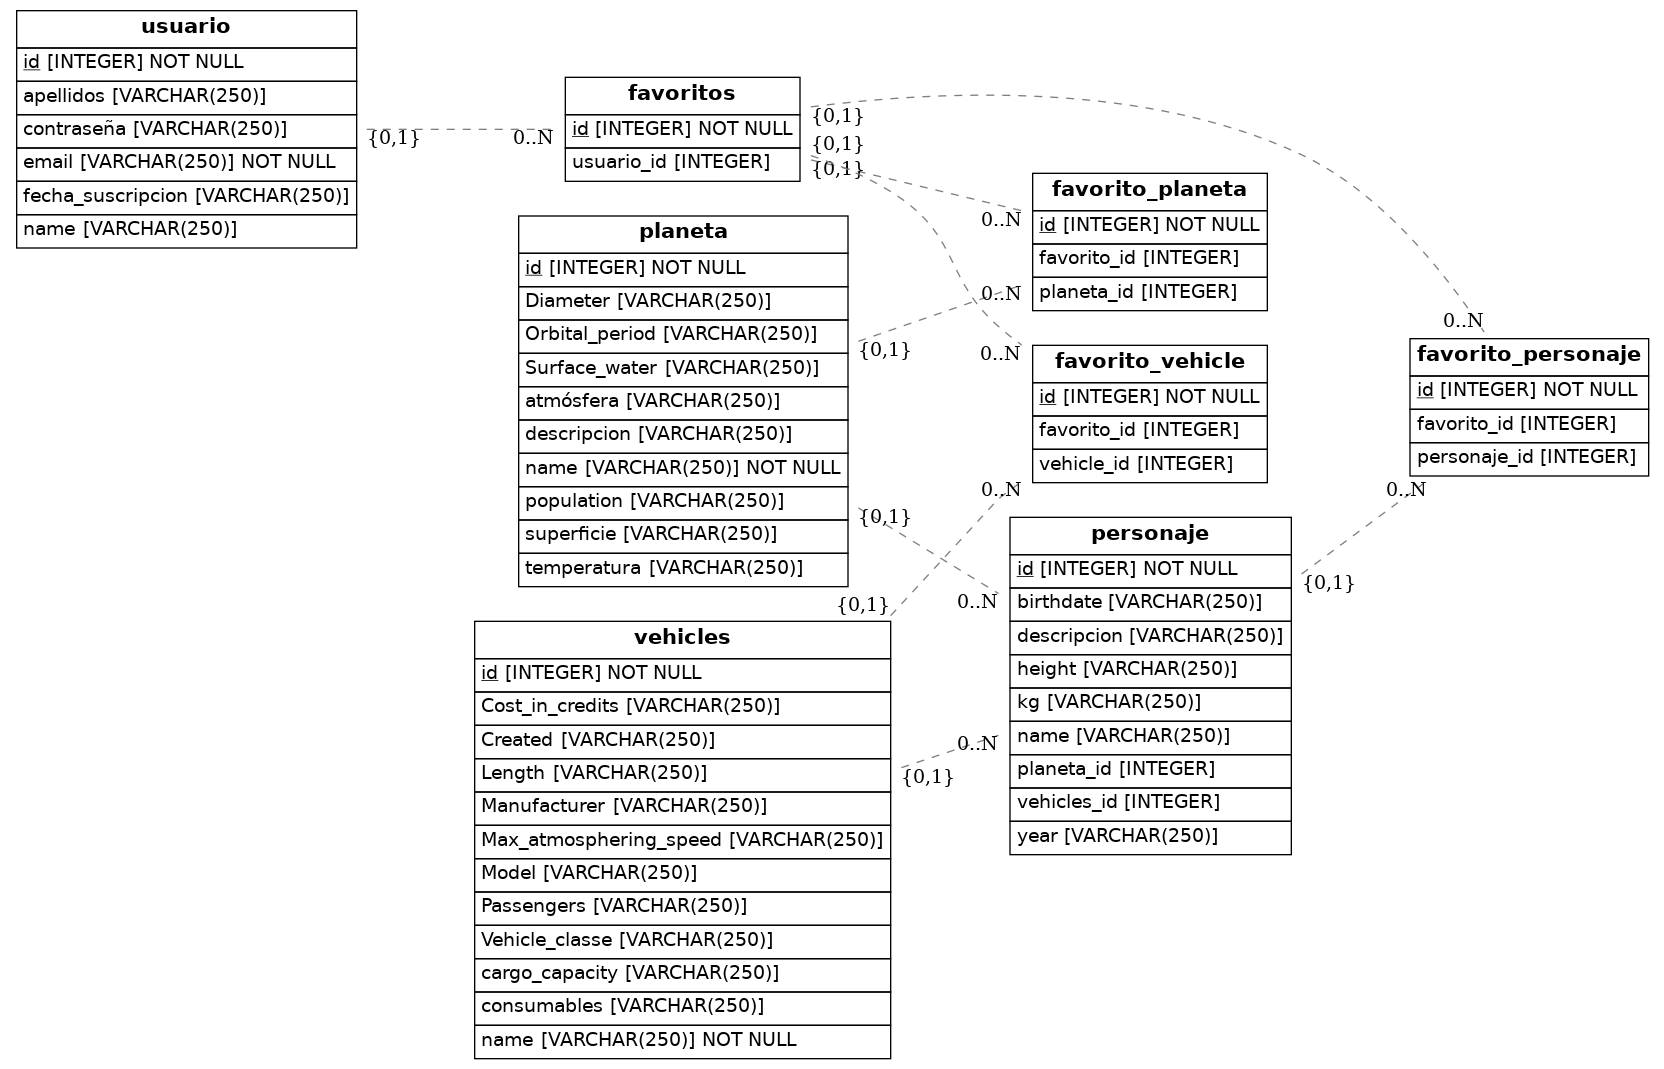 usuario
id [INTEGER] NOT NULL
apellidos [VARCHAR(250)]
contraseña [VARCHAR(250)]
email [VARCHAR(250)] NOT NULL
fecha_suscripcion [VARCHAR(250)]
name [VARCHAR(250)]
{0,1}
0..N
favoritos
id [INTEGER] NOT NULL
usuario_id [INTEGER]
{0,1}
{0,1}
{0,1}
planeta
id [INTEGER] NOT NULL
Diameter [VARCHAR(250)]
Orbital_period [VARCHAR(250)]
Surface_water [VARCHAR(250)]
atmósfera [VARCHAR(250)]
descripcion [VARCHAR(250)]
name [VARCHAR(250)] NOT NULL
population [VARCHAR(250)]
superficie [VARCHAR(250)]
temperatura [VARCHAR(250)]
{0,1}
{0,1}
0..N
0..N
favorito_planeta
id [INTEGER] NOT NULL
favorito_id [INTEGER]
planeta_id [INTEGER]
0..N
0..N
favorito_vehicle
id [INTEGER] NOT NULL
favorito_id [INTEGER]
vehicle_id [INTEGER]
0..N
favorito_personaje
id [INTEGER] NOT NULL
favorito_id [INTEGER]
personaje_id [INTEGER]
0..N
{0,1}
0..N
0..N
personaje
id [INTEGER] NOT NULL
birthdate [VARCHAR(250)]
descripcion [VARCHAR(250)]
height [VARCHAR(250)]
kg [VARCHAR(250)]
name [VARCHAR(250)]
planeta_id [INTEGER]
vehicles_id [INTEGER]
year [VARCHAR(250)]
{0,1}
{0,1}
vehicles
id [INTEGER] NOT NULL
Cost_in_credits [VARCHAR(250)]
Created [VARCHAR(250)]
Length [VARCHAR(250)]
Manufacturer [VARCHAR(250)]
Max_atmosphering_speed [VARCHAR(250)]
Model [VARCHAR(250)]
Passengers [VARCHAR(250)]
Vehicle_classe [VARCHAR(250)]
cargo_capacity [VARCHAR(250)]
consumables [VARCHAR(250)]
name [VARCHAR(250)] NOT NULL